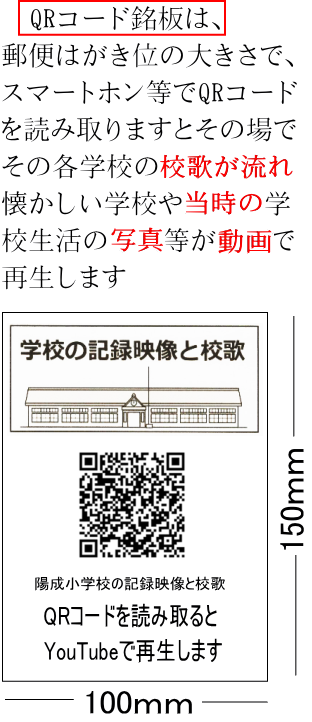 QRコード銘板は、
郵便はがき位の大きさで、
スマートホン等でQRコード
を読み取りますとその場で
その各学校の校歌が流れ
懐かしい学校や当時の学
校生活の写真等が動画で
再生します
学校の記録映像と校歌
陽成小学校の記録映像と校歌
QRコードを読み取ると
YouTubeで再生します
150mm
100mm